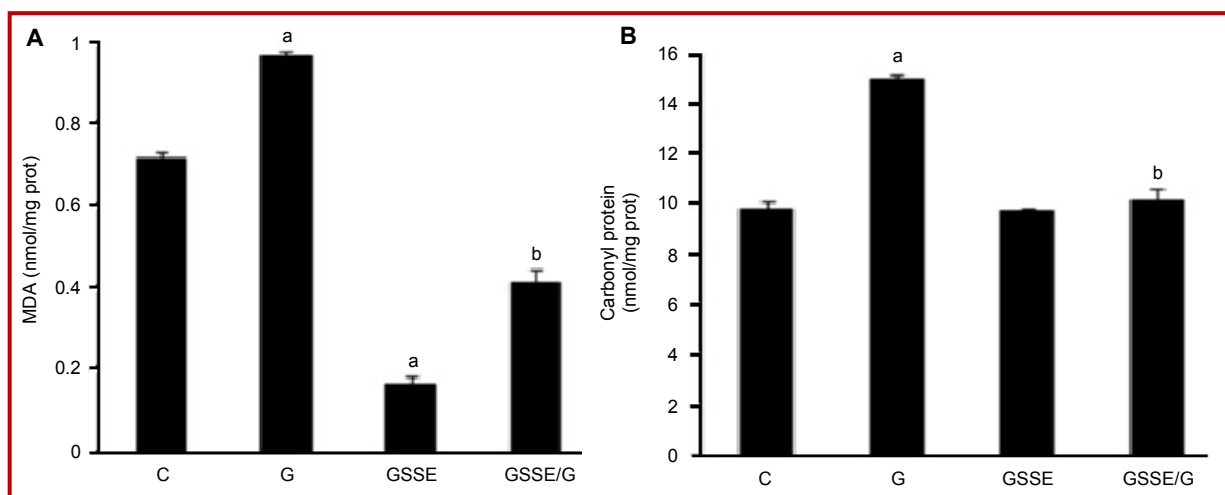 A
1
0.8
0.6
0.4
0.2
0
MDA (nmol/mg prot)
a
a
b
C G GSSE GSSE/G
B
16
14
12
10
8
6
4
2
0
Carbonyl protein
(nmol/mg prot)
a
b
C G GSSE GSSE/G